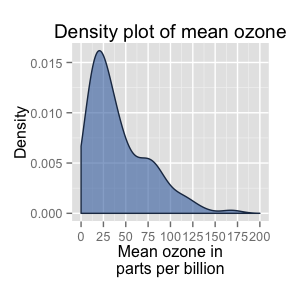 Density plot of mean ozone
Density
0.015
0.010
0.005
0.000
0 25 50 75 100 125 150 175 200
Mean ozone in
parts per billion